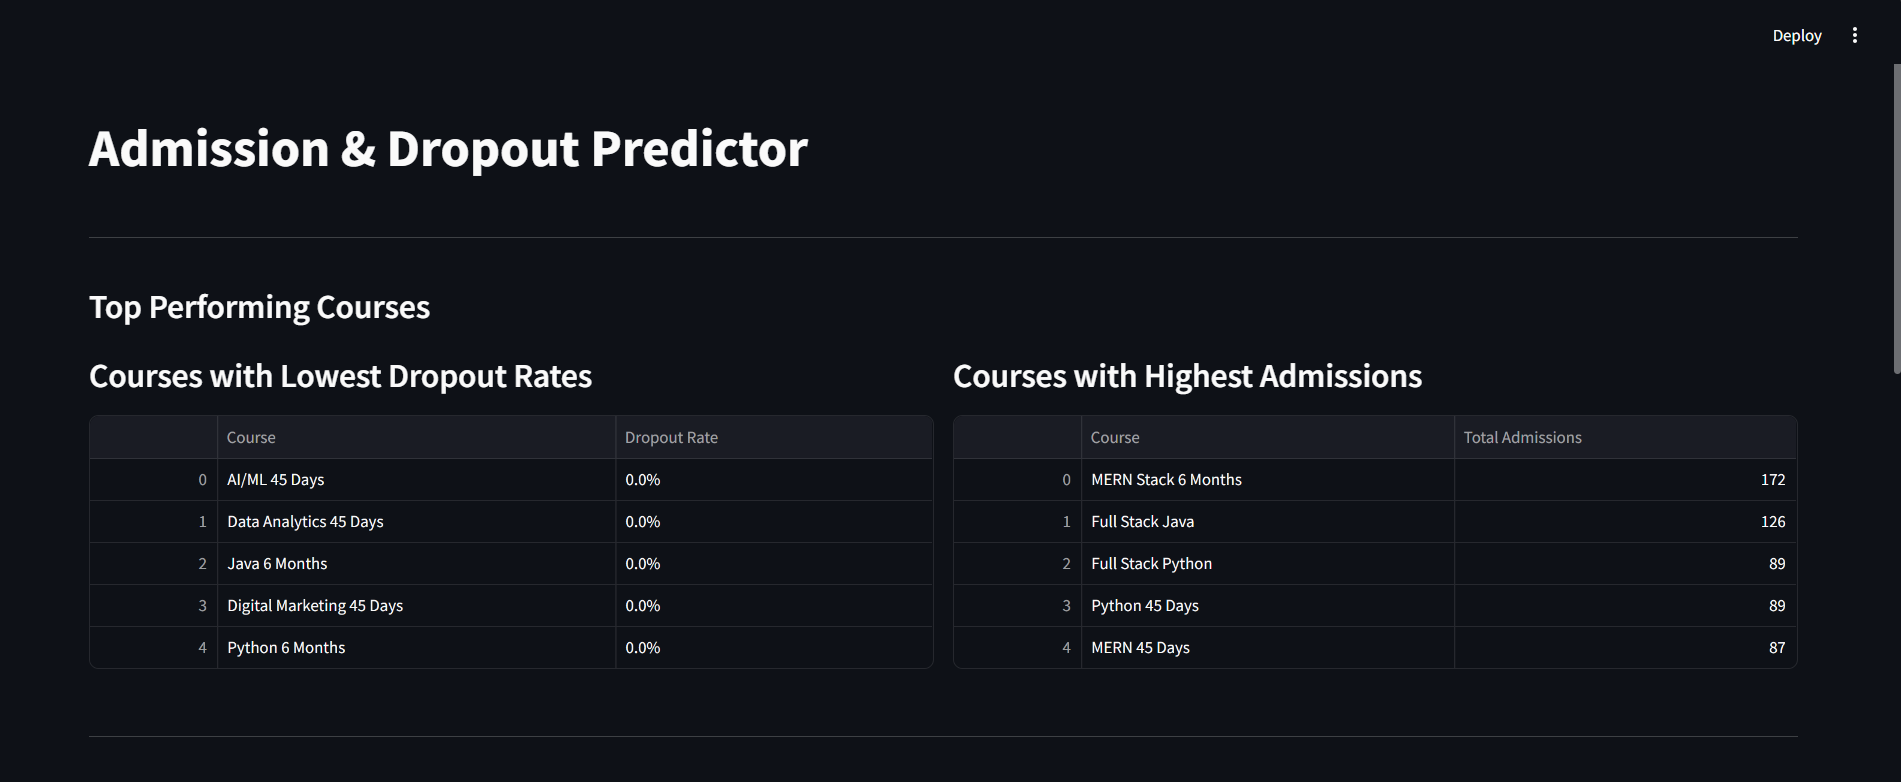 Deploy
Admission & Dropout Predictor
Top Performing Courses
Courses with Lowest Dropout Rates
Course Dropout Rate
0 AI/ML 45 Days 0.0%
1 Data Analytics 45 Days 0.0%
2 Java 6 Months 0.0%
3 Digital Marketing 45 Days 0.0%
4 Python 6 Months 0.0%
Courses with Highest Admissions
Course Total Admissions
0 MERN Stack 6 Months 172
1 Full Stack Java 126
2 Full Stack Python 89
3 Python 45 Days 89
4 MERN 45 Days 87